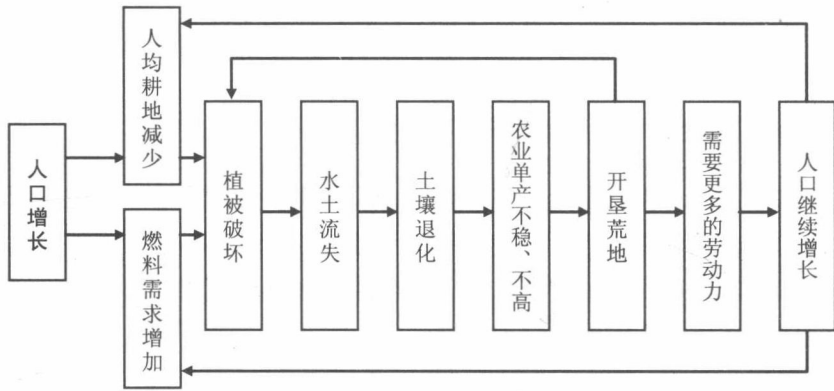 人口增长
人均耕地减少
燃料需求增加
植被破坏
水土流失
土壤退化
农业单产不稳、不高
开垦荒地
需要更多的劳动力
人口继续增长